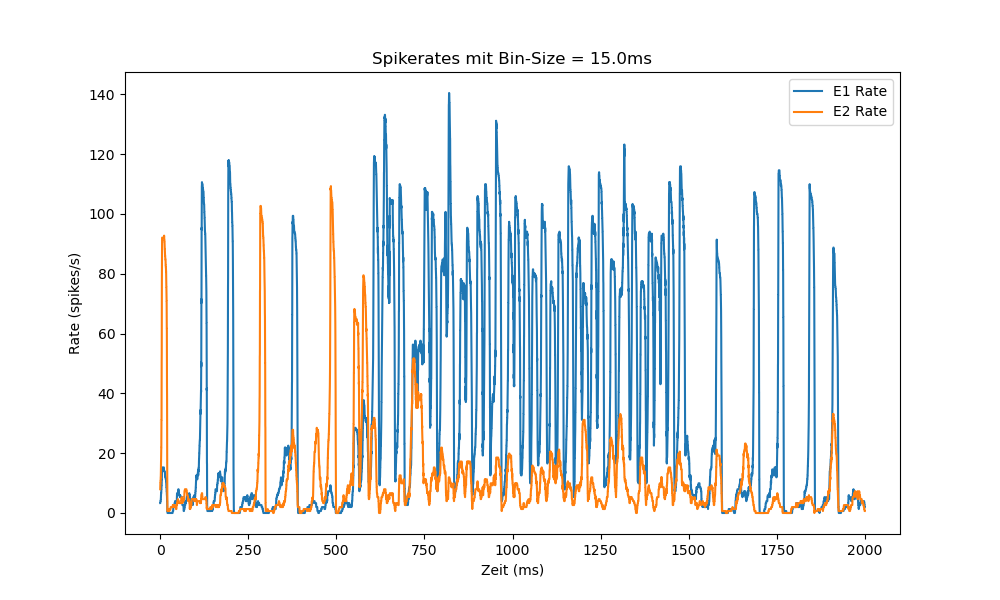 Spikerates mit Bin-Size = 15.0ms
E1 Rate
E2 Rate
140
120
100
80
60
40
20
0
Rate (spikes/s)
0 250 500 750 1000 1250 1500 1750 2000
Zeit (ms)